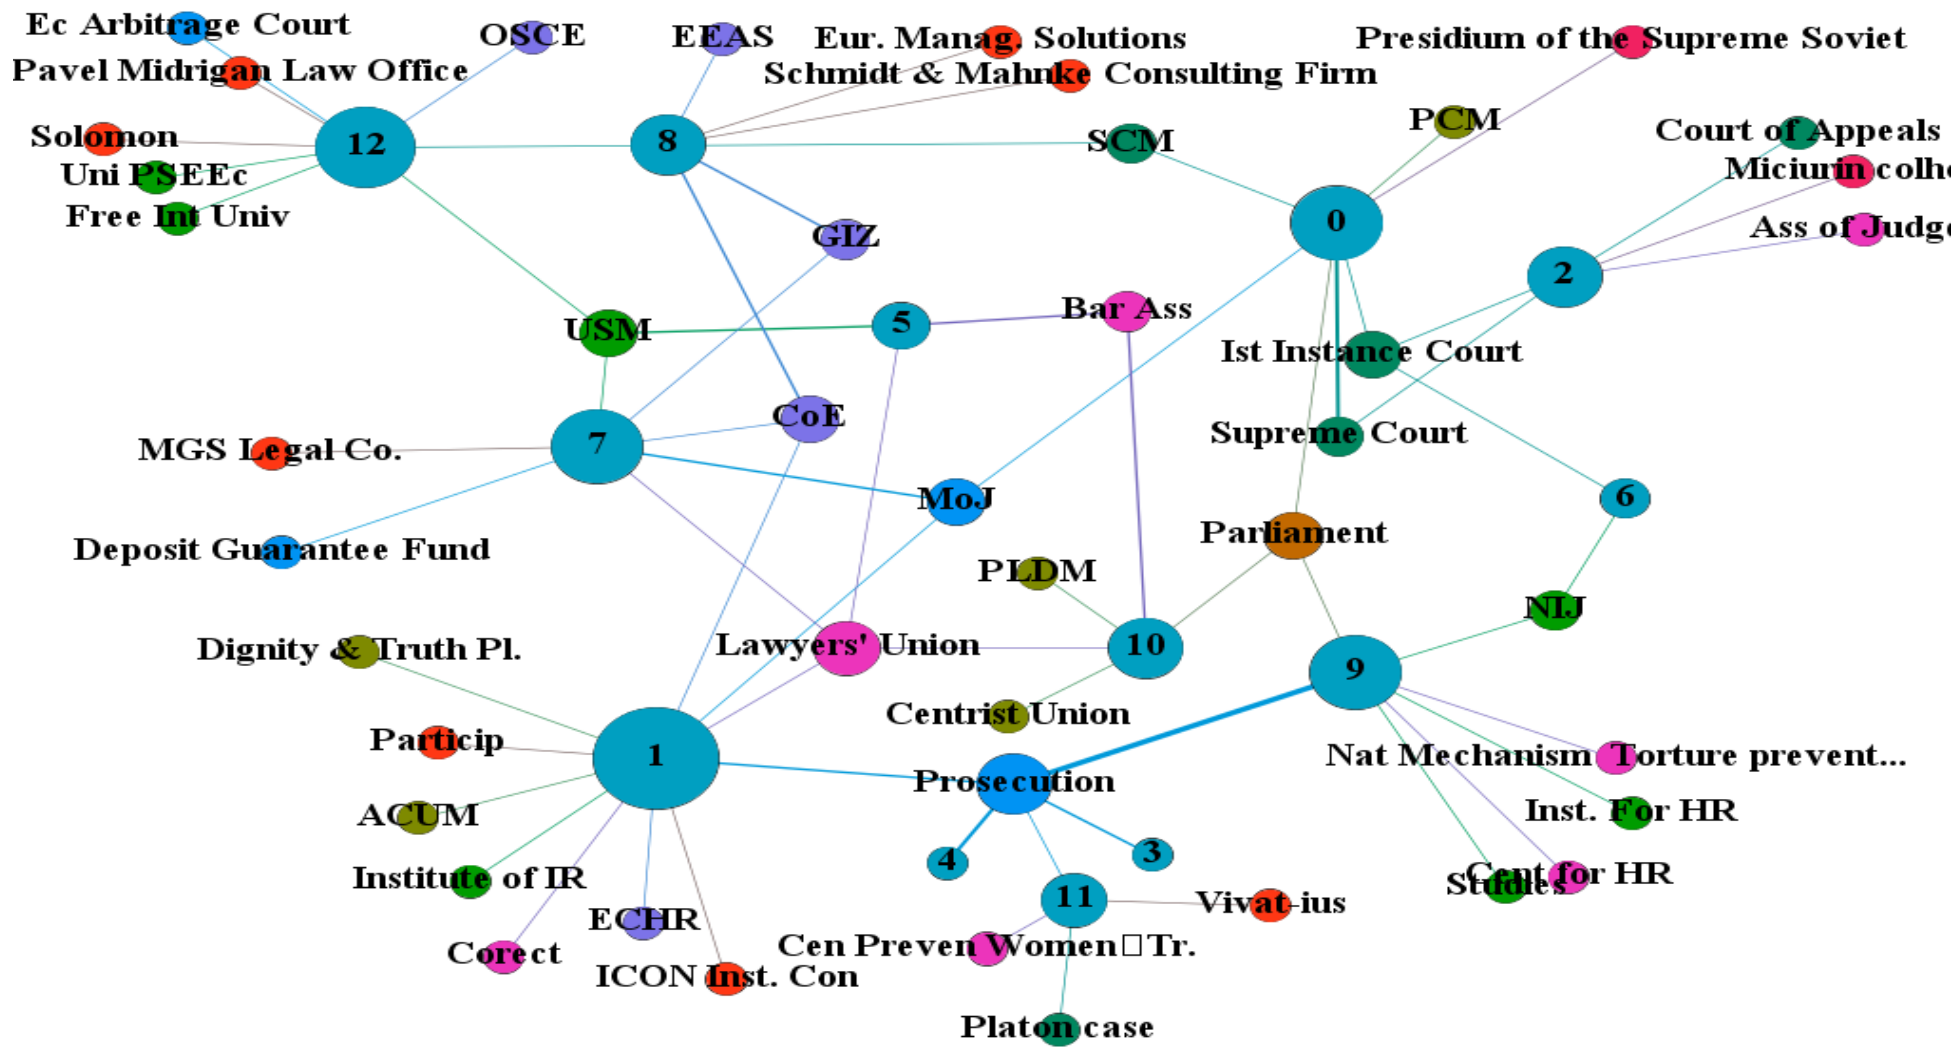 Ec Arbitrage Court
OSCE
EEAS
Eur. Manag. Solutions
Presidium of the Supreme Soviet
Pavel Midrigan Law Office
Schmidt & Mahnke Consulting Firm
PCM
Court of Appeals
Solomon
12
8
SCM
Miciurin colho
Uni PSEEc
Free Int Univ
GIZ
0
Ass of Judge
2
USM
5
Bar Ass
Ist Instance Court
CoE
Supreme Court
MGS Legal Co.
7
MoJ
6
Parliament
Deposit Guarantee Fund
PLDM
NIJ
Dignity & Truth Pl.
Lawyers' Union
10
9
Centrist Union
Particip
1
Nat Mechanism Torture prevent...
Prosecution
ACUM
Inst. For HR
4
3
Institute of IR
Cent for HR
Studies
11
Vivat-ius
ECHR
Corect
Cen Preven Women□Tr.
ICON Inst. Con
Platon case